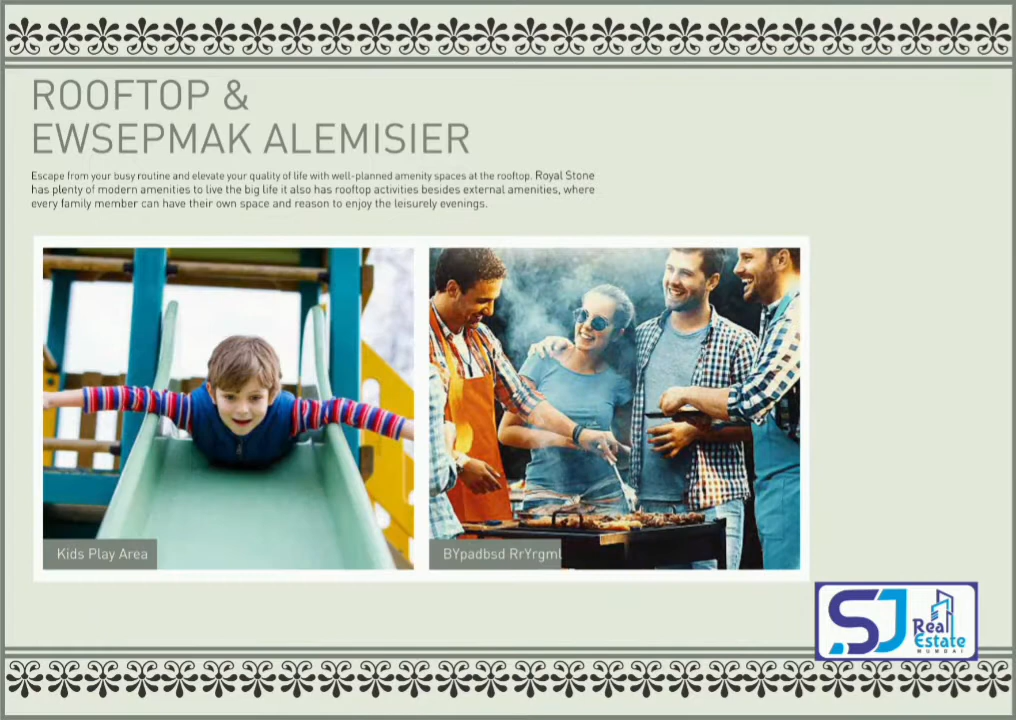 ROOFTOP &
EWSEPMAK ALEMISIER
Escape from your busy routine and elevate your quality of life with well-planned amenity spaces at the rooftop. Royal Stone
has plenty of modern amenities to live the big life it also has rooftop activities besides external amenities, where
every family member can have their own space and reason to enjoy the leisurely evenings.
Kids Play Area
BYpadbsd RrYrgml
SJ
Real
Estate
MUMBAI